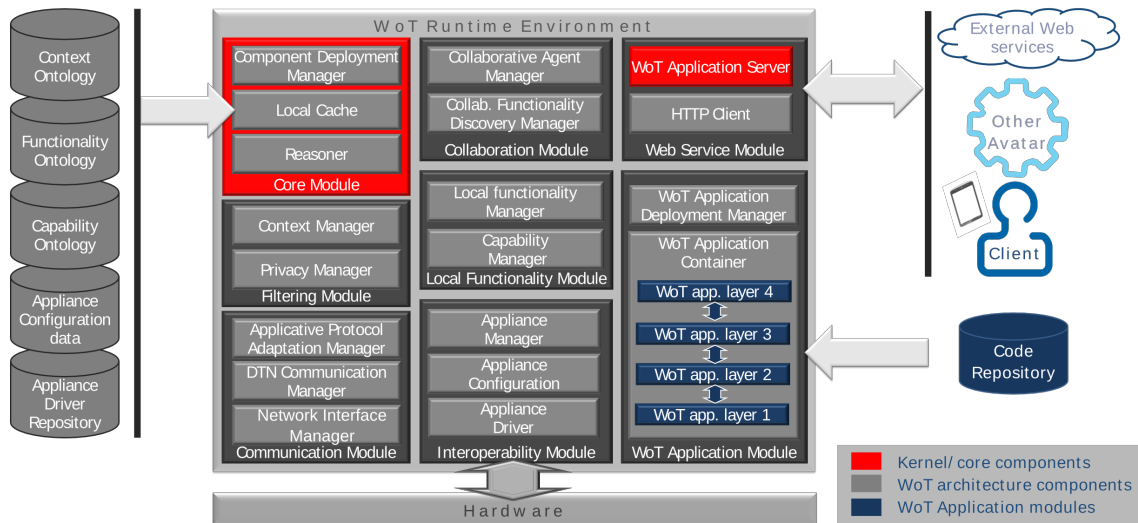 WoT Runtime Environment
Context
Ontology
Functionality
Ontology
Capability
Ontology
Appliance
Configuration
data
Appliance
Driver
Repository
Component Deployment
Manager
Local Cache
Reasoner
Core Module
Context Manager
Privacy Manager
Filtering Module
Applicative Protocol
Adaptation Manager
DTN Communication
Manager
Network Interface
Manager
Communication Module
Collaborative Agent
Manager
Collab. Functionality
Discovery Manager
Collaboration Module
Local functionality
Manager
Capability
Manager
Local Functionality Module
Appliance
Manager
Appliance
Configuration
Appliance
Driver
Interoperability Module
WoT Application Server
HTTP Client
Web Service Module
WoT Application
Deployment Manager
WoT Application
Container
WoT app. layer 4
WoT app. layer 3
WoT app. layer 2
WoT app. layer 1
WoT Application Module
External Web
services
Other
Avatar
Client
Code
Repository
Hardware
Kernel/ core components
WoT architecture components
WoT Application modules